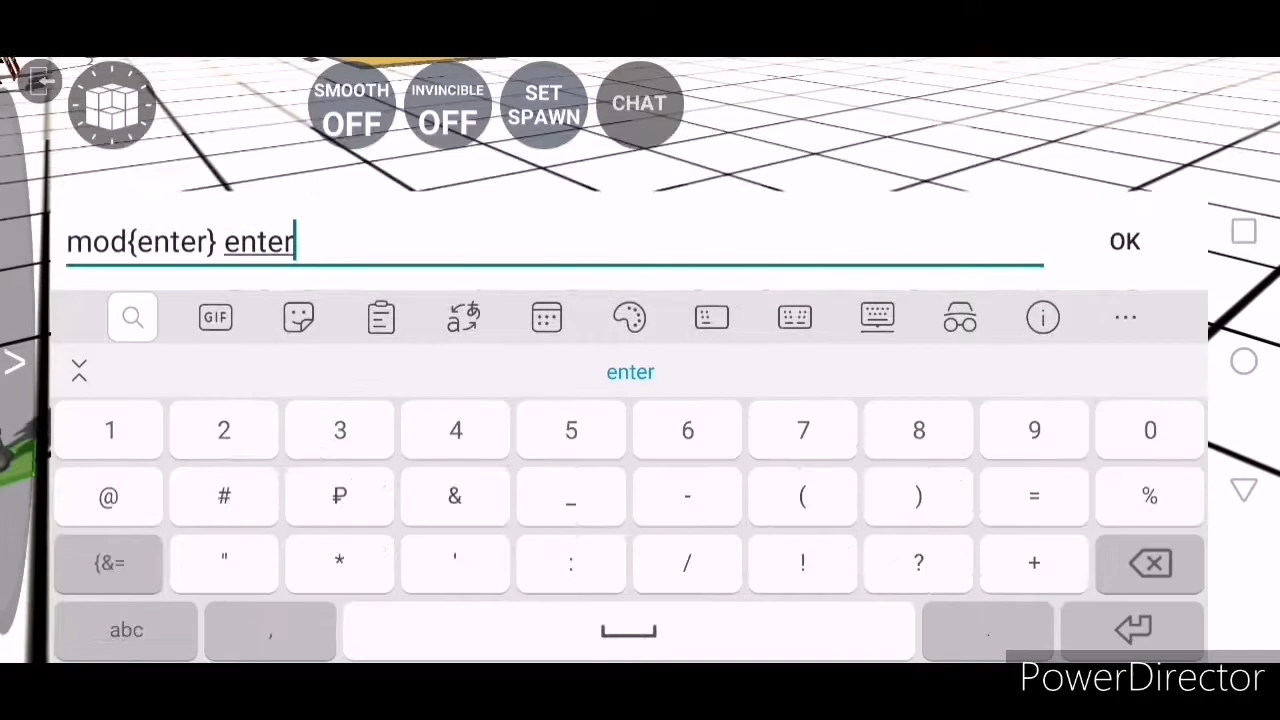 SMOOTH OFF
INVINCIBLE OFF
SET SPAWN
CHAT
mod{enter} enter
OK
GIF
enter
1 2 3 4 5 6 7 8 9 0
@ # ₽ & _ - ( ) = %
{&= " * ' : / ! ? +
abc , .
PowerDirector